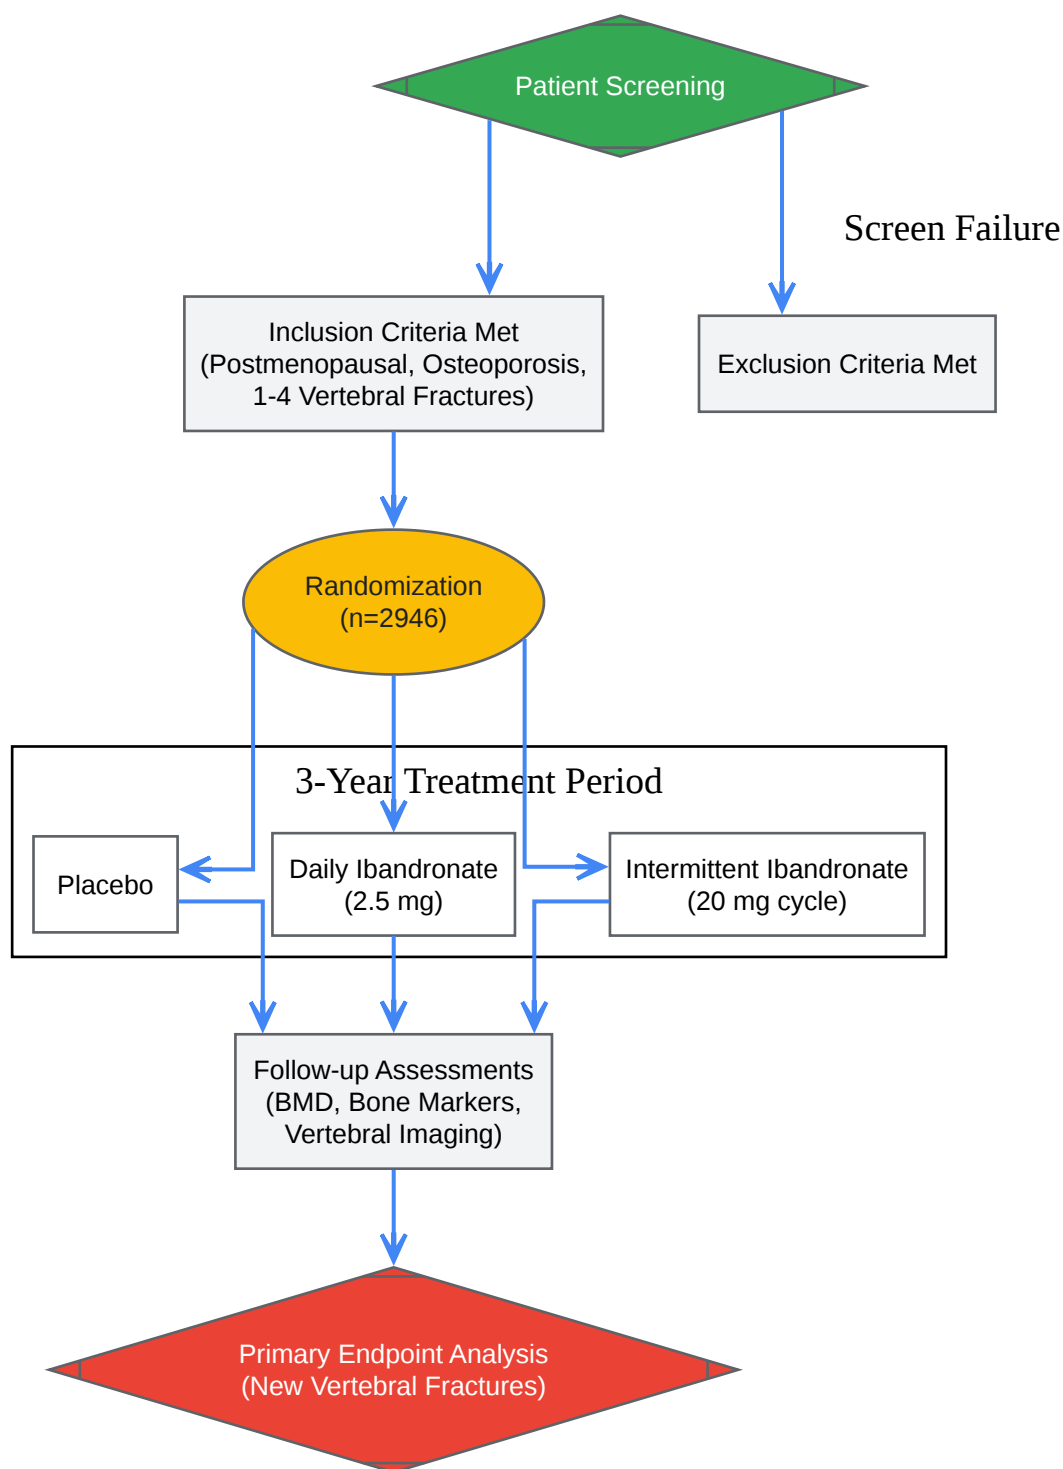 Patient Screening
Screen Failure
Inclusion Criteria Met
(Postmenopausal, Osteoporosis,
1-4 Vertebral Fractures)
Exclusion Criteria Met
Randomization
(n=2946)
3-Year Treatment Period
Placebo
Daily Ibandronate
(2.5 mg)
Intermittent Ibandronate
(20 mg cycle)
Follow-up Assessments
(BMD, Bone Markers,
Vertebral Imaging)
Primary Endpoint Analysis
(New Vertebral Fractures)